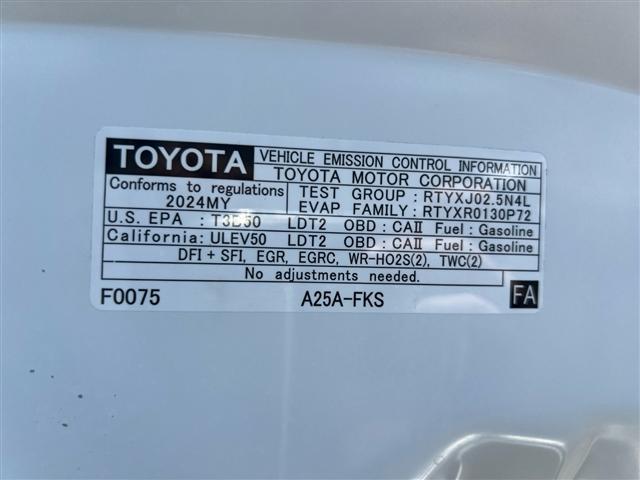 TOYOTA VEHICLE EMISSION CONTROL INFORMATION
TOYOTA MOTOR CORPORATION
Conforms to regulations
2024MY
TEST GROUP : RTYXJ02.5N4L
EVAP FAMILY : RTYXR0130P72
U.S. EPA : T3B50 LDT2 OBD : CAII Fuel : Gasoline
California: ULEV50 LDT2 OBD : CAII Fuel : Gasoline
DFI + SFI, EGR, EGRC, WR-HO2S(2), TWC(2)
No adjustments needed.
F0075 A25A-FKS FA